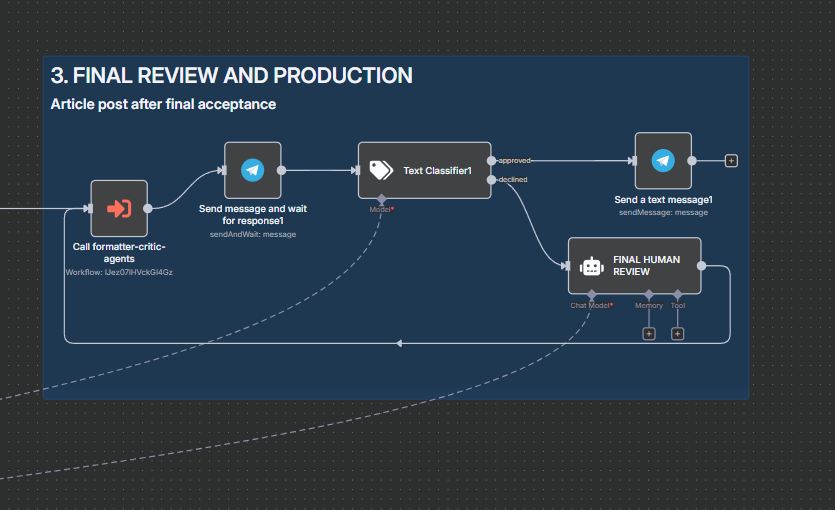 3. FINAL REVIEW AND PRODUCTION
Article post after final acceptance
Call formatter-critic-
agents
Workflow: lJez07IHVckGl4Gz
Send message and wait
for response1
sendAndWait: message
Text Classifier1
Model*
approved
declined
Send a text message1
sendMessage: message
FINAL HUMAN
REVIEW
Chat Model*
Memory
Tool